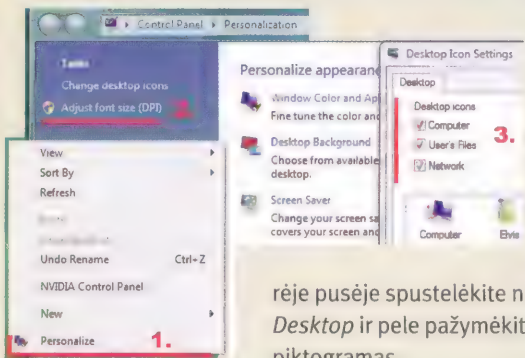 Control Panel ▸ Personalization
Tasks
Change desktop icons
Adjust font size (DPI)
2.
Personalize appearan
Window Color and Ap
Fine tune the color and
Desktop Background
Choose from available
desktop.
Screen Saver
Change your screen sa
covers your screen and
Desktop Icon Settings
Desktop
Desktop icons
Computer
User's Files
Network
3.
Computer
Elvis
View
Sort By
Refresh
Undo Rename Ctrl+Z
NVIDIA Control Panel
New
Personalize
1.
rėje pusėje spustelėkite n
Desktop ir pele pažymėkit
piktogramas.